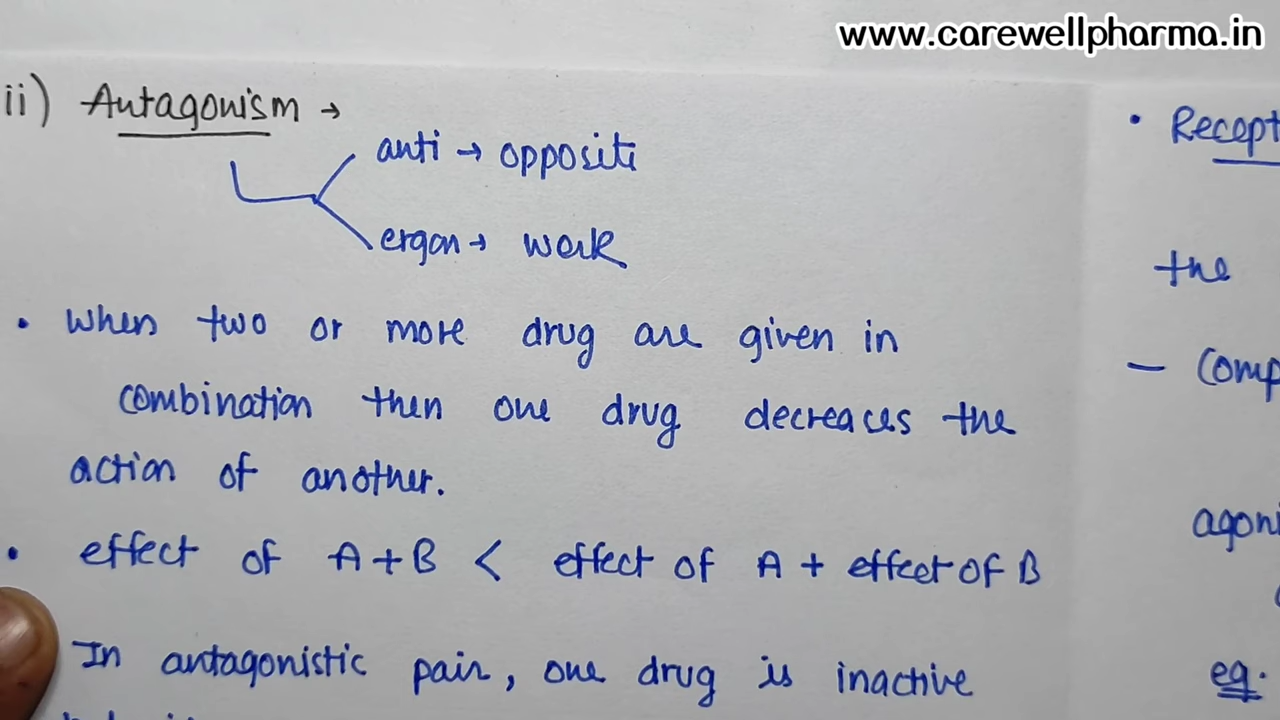 www.carewellpharma.in
ii) Antagonism →
anti → opposite
ergon → work
• When two or more drug are given in
combination then one drug decreaces the
action of another.
• effect of A + B < effect of A + effect of B
In antagonistic pair, one drug is inactive
• Recept
the
- Comp
agoni
eg.